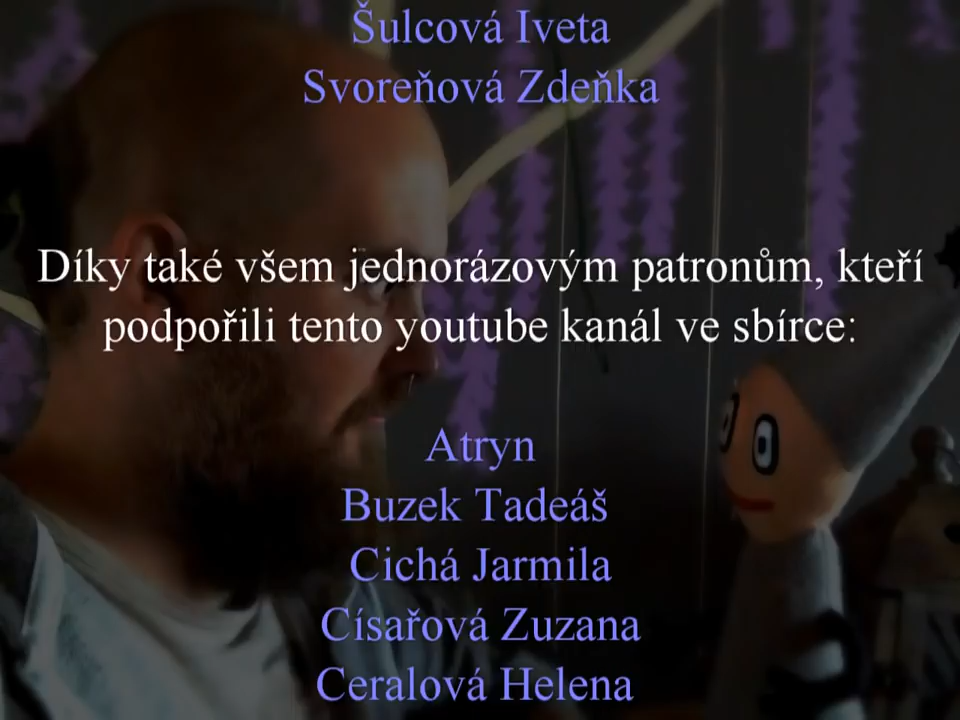 Šulcová Iveta
Svoreňová Zdeňka
Díky také všem jednorázovým patronům, kteří
podpořili tento youtube kanál ve sbírce:
Atryn
Buzek Tadeáš
Cichá Jarmila
Císařová Zuzana
Ceralová Helena